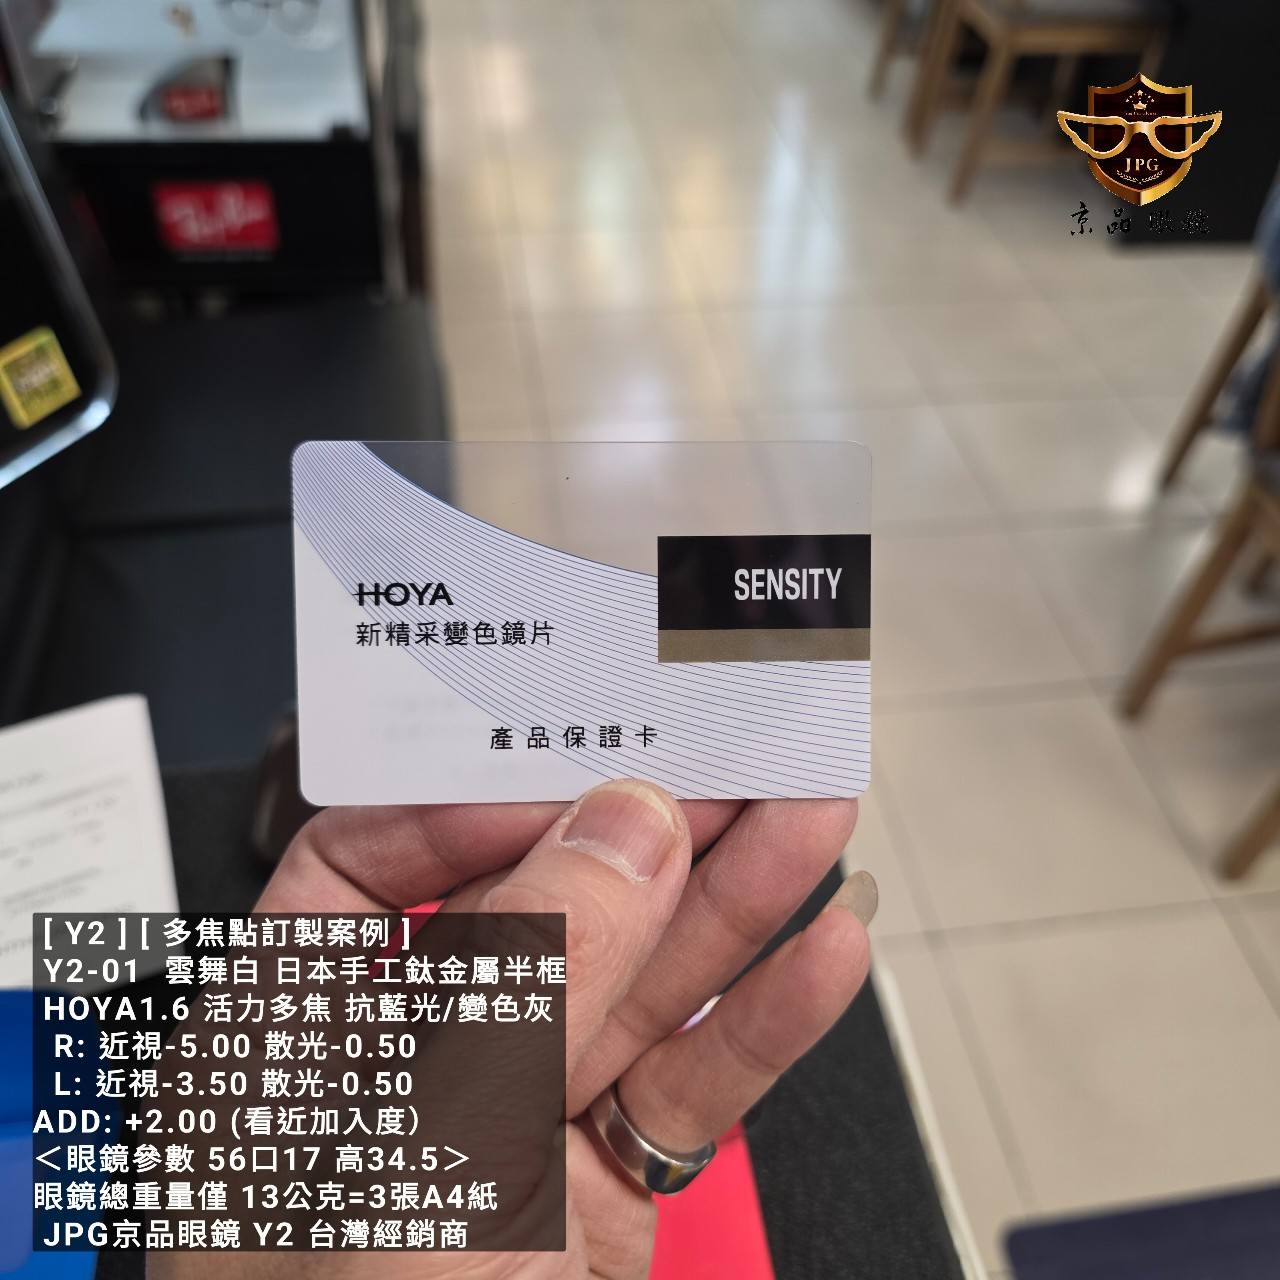 JPG
京品眼鏡
Ray-Ban
HOYA
新精采變色鏡片
SENSITY
產品保證卡
[ Y2 ] [ 多焦點訂製案例 ]
Y2-01 雲舞白 日本手工鈦金屬半框
HOYA1.6 活力多焦 抗藍光/變色灰
R: 近視-5.00 散光-0.50
L: 近視-3.50 散光-0.50
ADD: +2.00 (看近加入度）
＜眼鏡參數 56口17 高34.5＞
眼鏡總重量僅 13公克=3張A4紙
JPG京品眼鏡 Y2 台灣經銷商